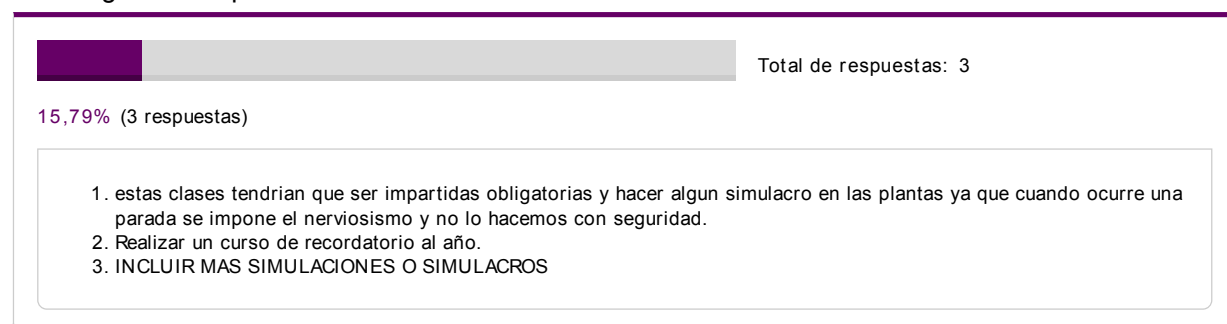 Total de respuestas: 3
15,79% (3 respuestas)
1. estas clases tendrian que ser impartidas obligatorias y hacer algun simulacro en las plantas ya que cuando ocurre una
parada se impone el nerviosismo y no lo hacemos con seguridad.
2. Realizar un curso de recordatorio al año.
3. INCLUIR MAS SIMULACIONES O SIMULACROS